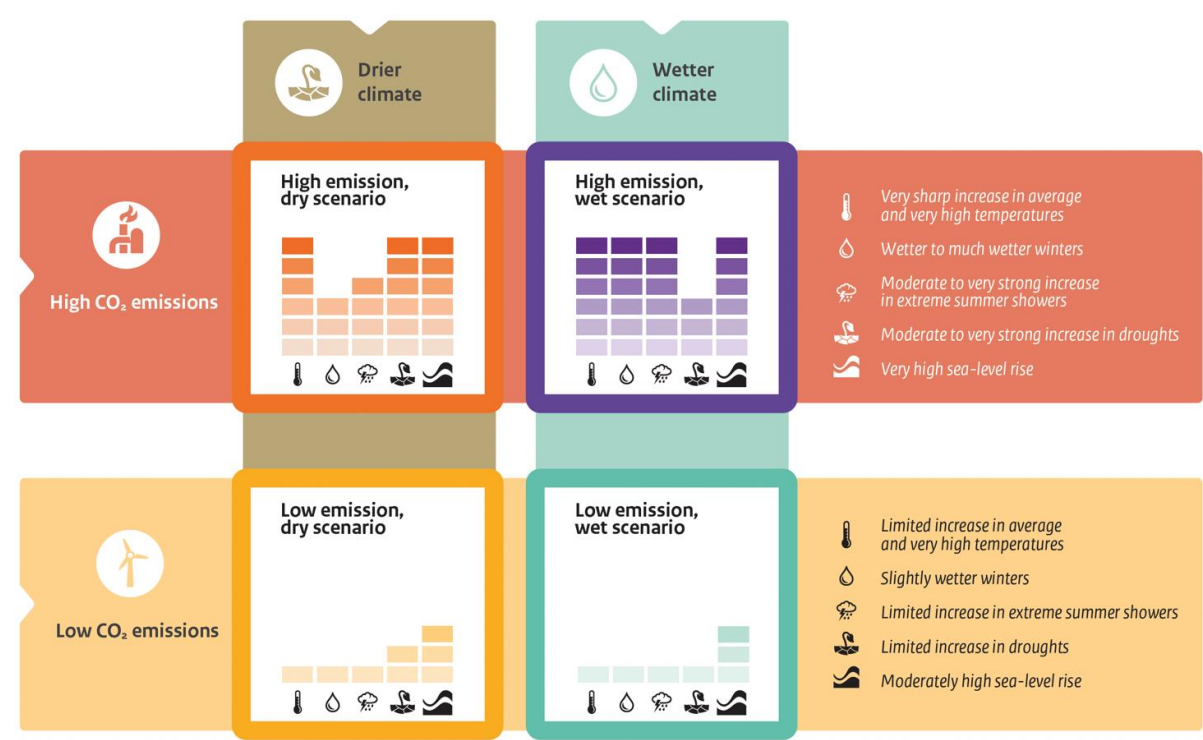 Drier
climate
Wetter
climate
High CO₂ emissions
High emission,
dry scenario
High emission,
wet scenario
Very sharp increase in average
and very high temperatures
Wetter to much wetter winters
Moderate to very strong increase
in extreme summer showers
Moderate to very strong increase in droughts
Very high sea-level rise
Low CO₂ emissions
Low emission,
dry scenario
Low emission,
wet scenario
Limited increase in average
and very high temperatures
Slightly wetter winters
Limited increase in extreme summer showers
Limited increase in droughts
Moderately high sea-level rise